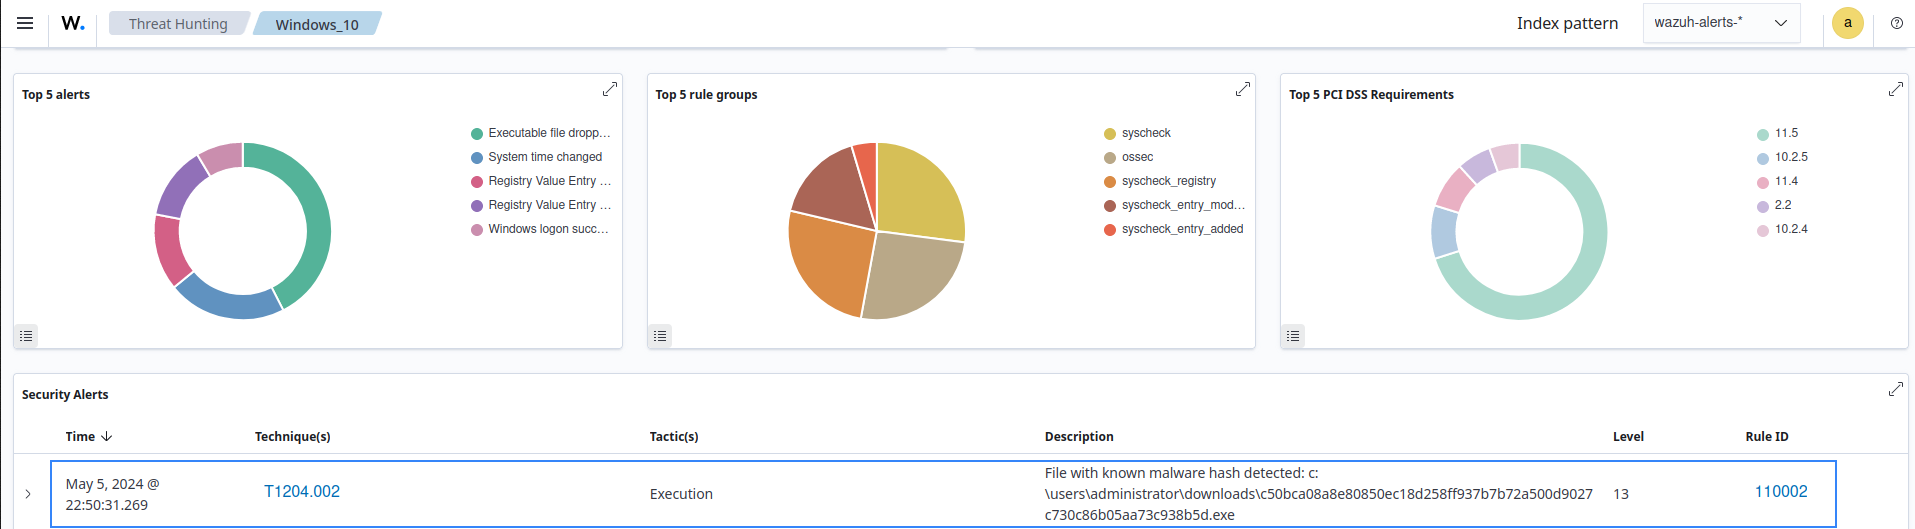 W.
Threat Hunting
Windows_10
Index pattern
wazuh-alerts-*
a
Top 5 alerts
Executable file dropp...
System time changed
Registry Value Entry ...
Registry Value Entry ...
Windows logon succ...
Top 5 rule groups
syscheck
ossec
syscheck_registry
syscheck_entry_mod...
syscheck_entry_added
Top 5 PCI DSS Requirements
11.5
10.2.5
11.4
2.2
10.2.4
Security Alerts
Time Technique(s) Tactic(s) Description Level Rule ID
May 5, 2024 @
22:50:31.269
T1204.002
Execution
File with known malware hash detected: c:
\users\administrator\downloads\c50bca08a8e80850ec18d258ff937b7b72a500d9027
c730c86b05aa73c938b5d.exe
13
110002